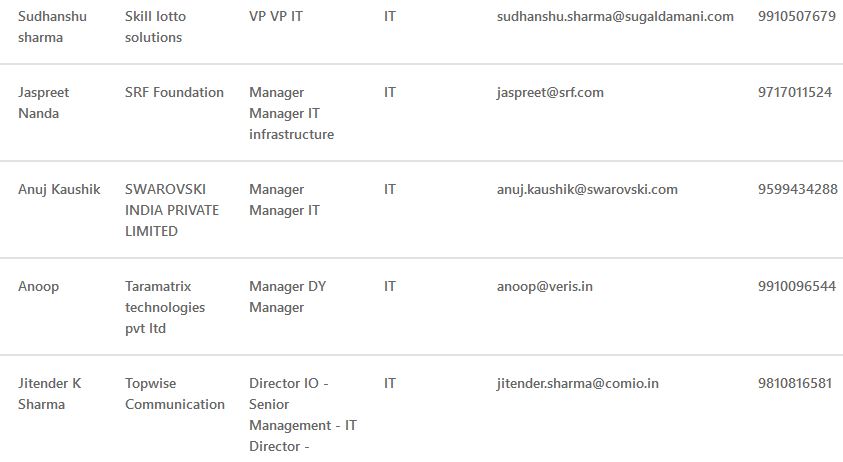 Sudhanshu sharma
Skill lotto solutions
VP VP IT
IT
sudhanshu.sharma@sugaldamani.com
9910507679
Jaspreet Nanda
SRF Foundation
Manager Manager IT infrastructure
IT
jaspreet@srf.com
9717011524
Anuj Kaushik
SWAROVSKI INDIA PRIVATE LIMITED
Manager Manager IT
IT
anuj.kaushik@swarovski.com
9599434288
Anoop
Taramatrix technologies pvt ltd
Manager DY Manager
IT
anoop@veris.in
9910096544
Jitender K Sharma
Topwise Communication
Director IO - Senior Management - IT Director -
IT
jitender.sharma@comio.in
9810816581